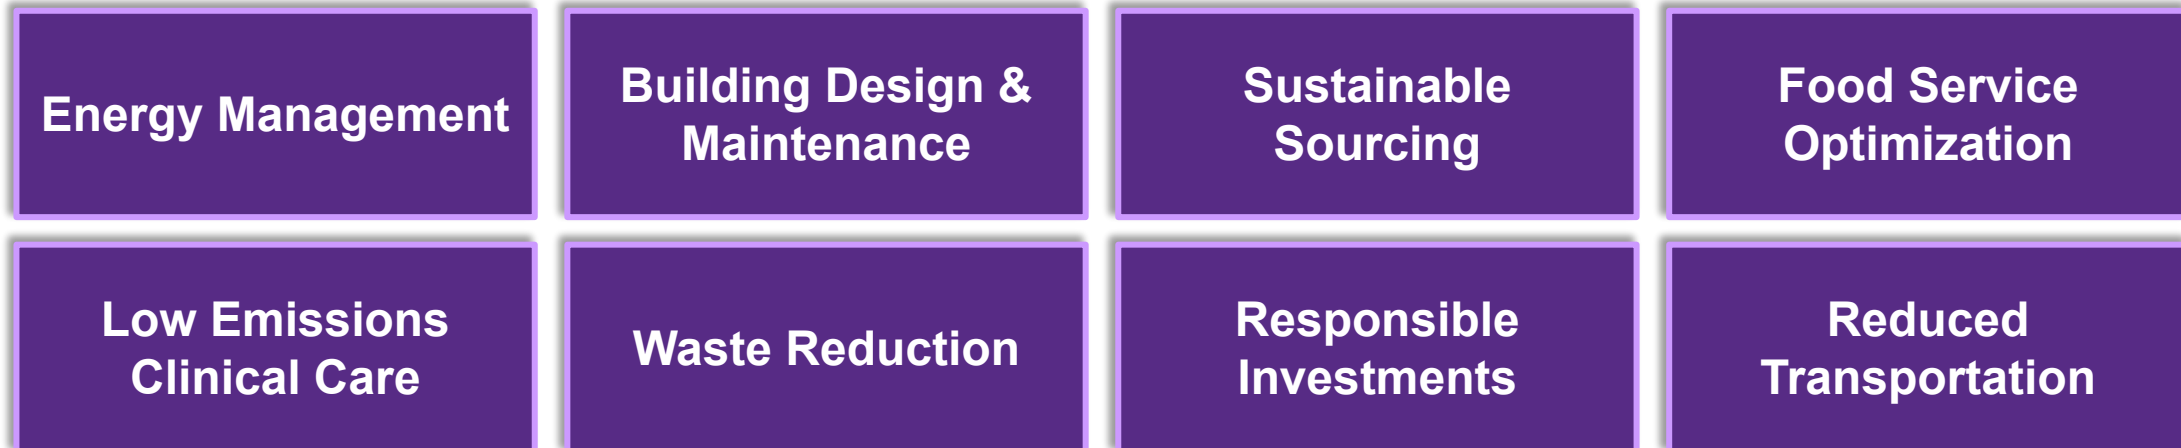 Energy Management
Building Design &
Maintenance
Sustainable
Sourcing
Food Service
Optimization
Low Emissions
Clinical Care
Waste Reduction
Responsible
Investments
Reduced
Transportation